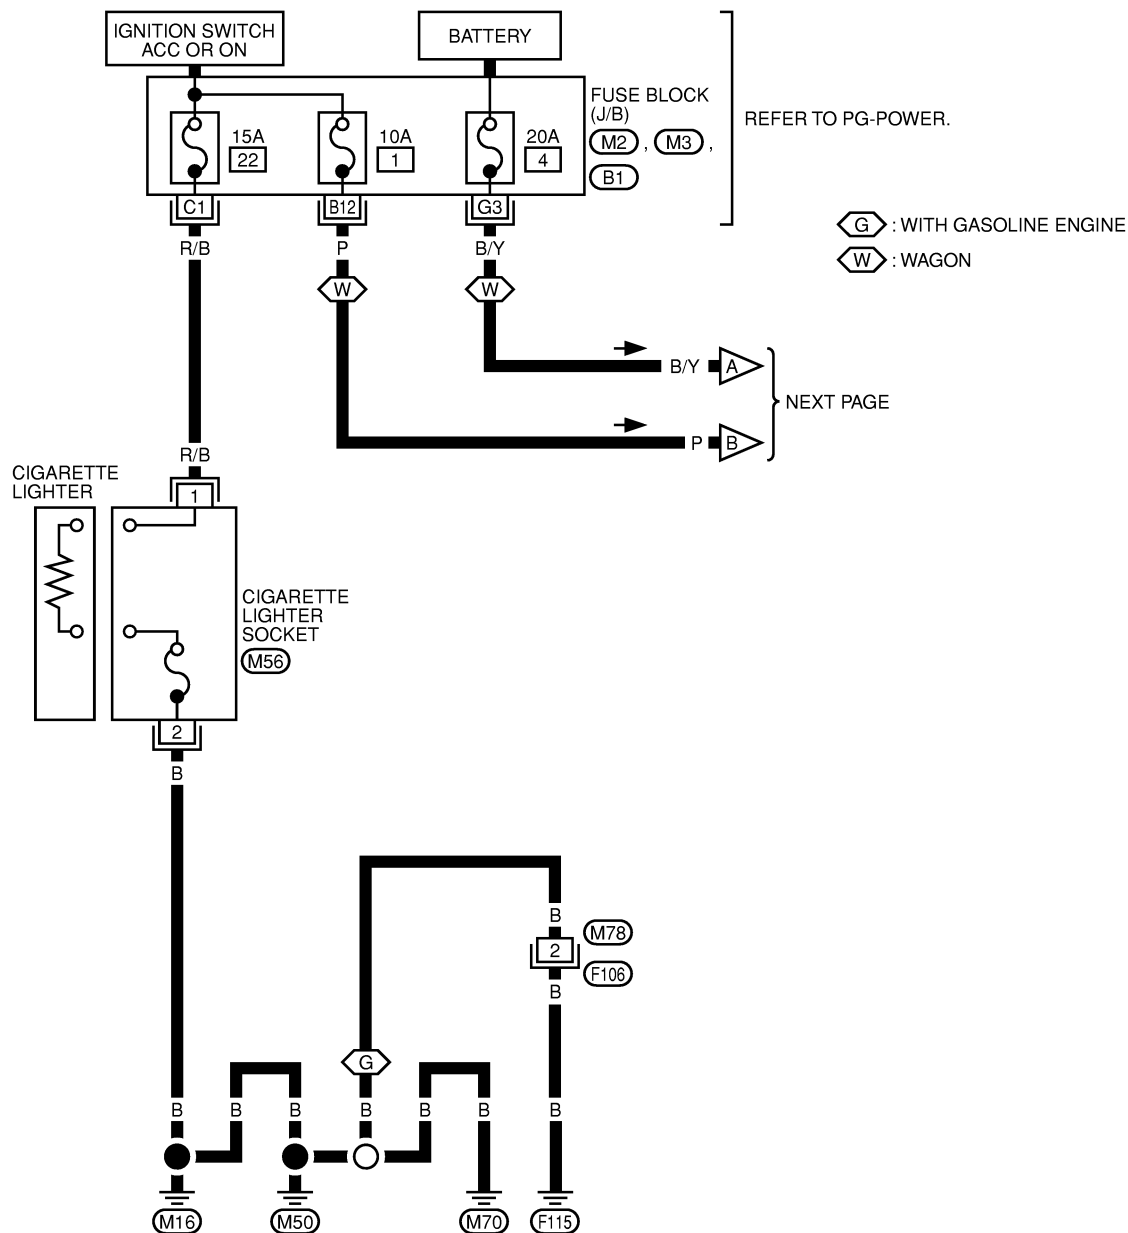 IGNITION SWITCH
ACC OR ON
BATTERY
FUSE BLOCK
(J/B)
M2 , M3 ,
B1
REFER TO PG-POWER.
15A
22
10A
1
20A
4
C1
B12
G3
R/B
P
B/Y
G : WITH GASOLINE ENGINE
W : WAGON
W
W
B/Y
A
NEXT PAGE
P
B
R/B
CIGARETTE
LIGHTER
1
CIGARETTE
LIGHTER
SOCKET
M56
2
B
B
M78
2
F106
B
G
B
B
B
B
B
B
B
M16
M50
M70
F115